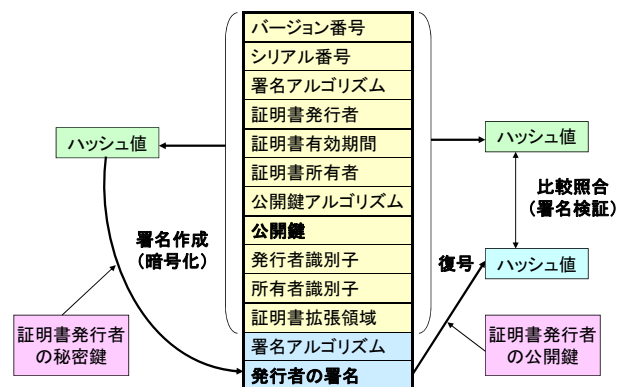 バージョン番号
シリアル番号
署名アルゴリズム
証明書発行者
証明書有効期間
証明書所有者
公開鍵アルゴリズム
公開鍵
発行者識別子
所有者識別子
証明書拡張領域
署名アルゴリズム
発行者の署名
ハッシュ値
署名作成
（暗号化）
証明書発行者
の秘密鍵
ハッシュ値
比較照合
（署名検証）
復号
ハッシュ値
証明書発行者
の公開鍵